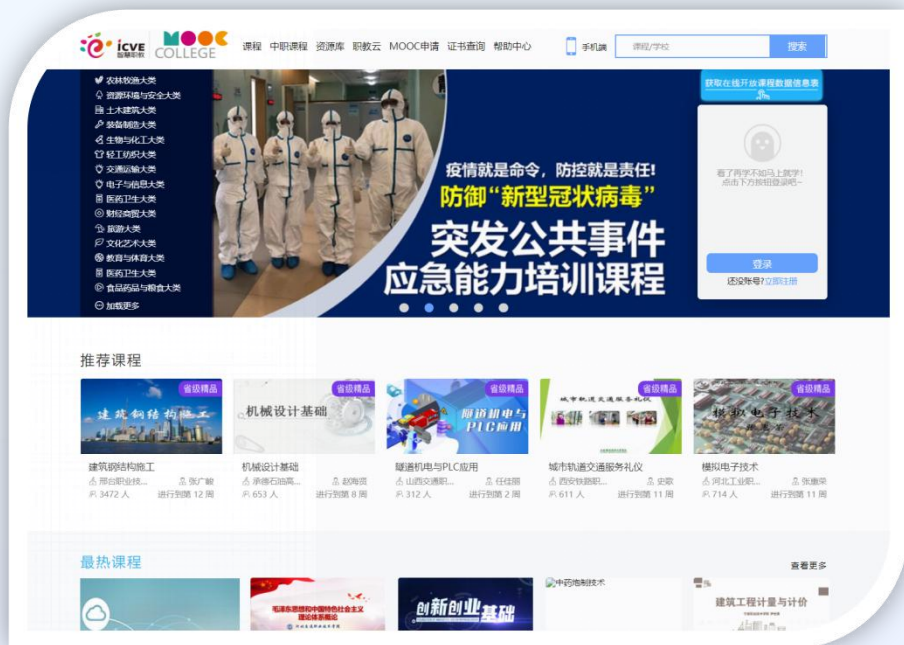 icve
智慧职教
MOOC
COLLEGE
课程 中职课程 资源库 职教云 MOOC申请 证书查询 帮助中心
手机端
课程/学校
搜索
农林牧渔大类
资源环境与安全大类
土木建筑大类
装备制造大类
生物与化工大类
轻工纺织大类
交通运输大类
电子与信息大类
医药卫生大类
财经商贸大类
旅游大类
文化艺术大类
教育与体育大类
医药卫生大类
食品药品与粮食大类
加载更多
疫情就是命令，防控就是责任!
防御“新型冠状病毒”
突发公共事件
应急能力培训课程
获取在线开放课程数据信息表
看了再学不如马上就学!
点击下方按钮登录吧~
登录
还没账号?立即注册
推荐课程
省级精品
建筑钢结构施工
建筑钢结构施工
邢台职业技... 张广峻
3472 人 进行到第 12 周
省级精品
机械设计基础
机械设计基础
承德石油高... 赵海贤
653 人 进行到第 8 周
省级精品
隧道机电与
PLC应用
隧道机电与PLC应用
山西交通职... 任佳丽
312 人 进行到第 2 周
省级精品
城市轨道交通服务礼仪
城市轨道交通服务礼仪
西安铁路职... 史歌
611 人 进行到第 11 周
省级精品
模拟电子技术
模拟电子技术
河北工业职... 张重荣
714 人 进行到第 11 周
最热课程
查看更多
毛泽东思想和中国特色社会主义
理论体系概论
创新创业基础
中药炮制技术
建筑工程计量与计价